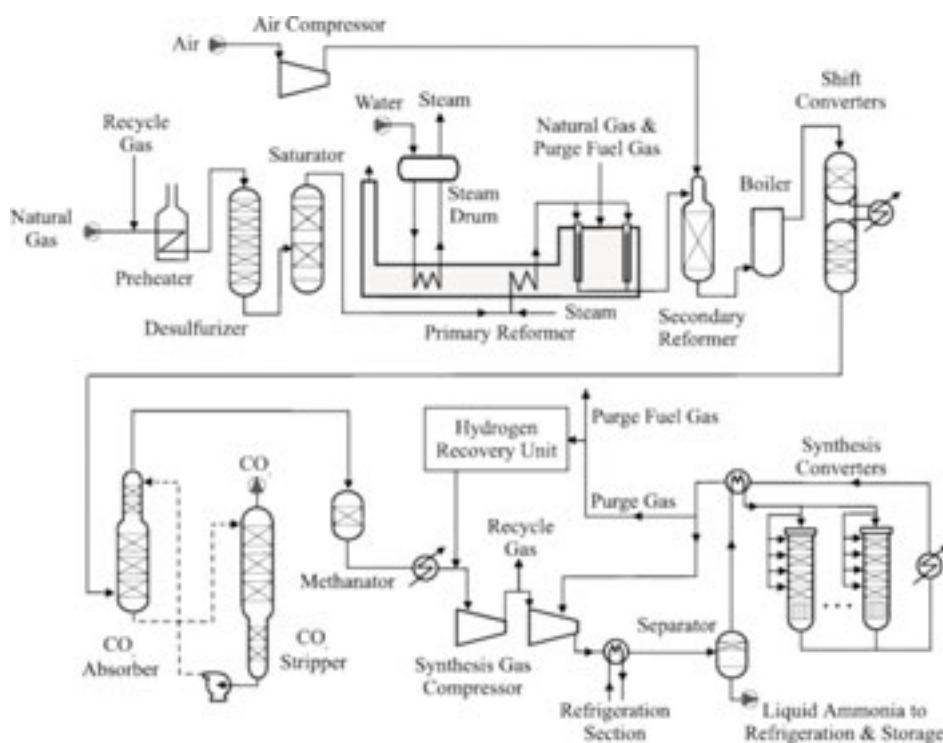 Air Compressor
Air
Shift
Converters
Water
Steam
Recycle
Gas
Natural Gas &
Purge Fuel Gas
Saturator
Boiler
Steam
Drum
Natural
Gas
Preheater
Steam
Desulfurizer
Primary Reformer
Secondary
Reformer
Purge Fuel Gas
Hydrogen
Recovery Unit
Synthesis
Converters
CO
Purge Gas
Recycle
Gas
Methanator
Separator
CO
Absorber
CO
Stripper
Synthesis Gas
Compressor
Refrigeration
Section
Liquid Ammonia to
Refrigeration & Storage